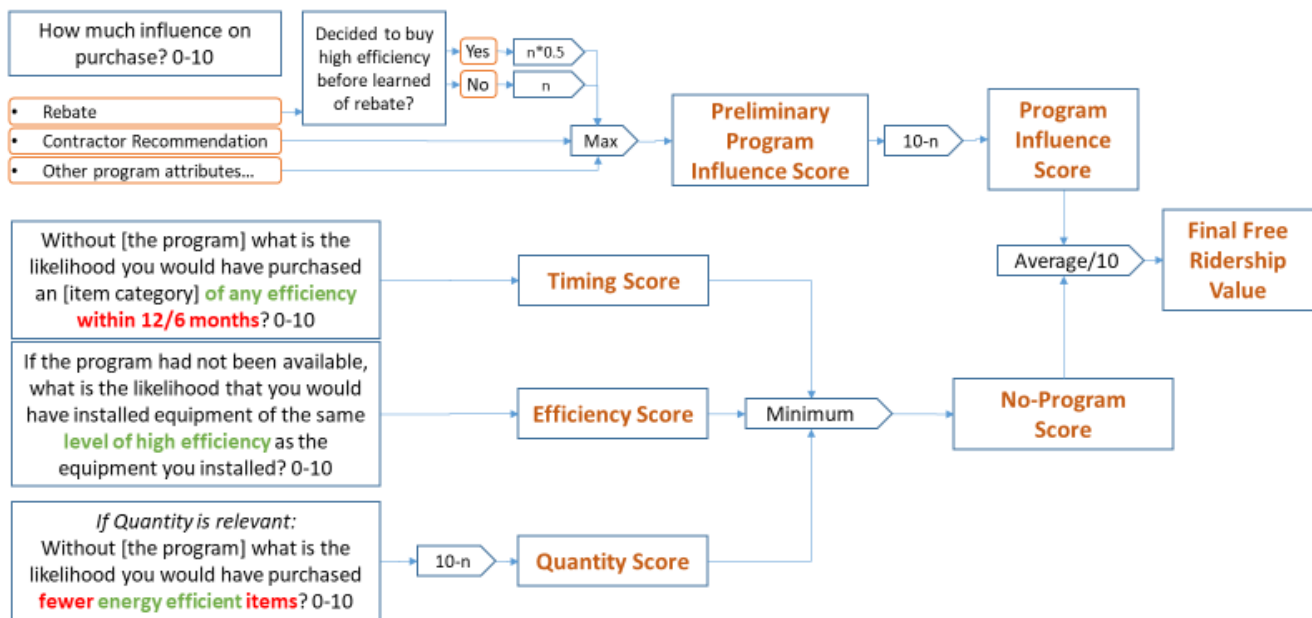 How much influence on
purchase? 0-10
• Rebate
• Contractor Recommendation
• Other program attributes…
Decided to buy
high efficiency
before learned
of rebate?
Yes
n*0.5
No
n
Max
Preliminary
Program
Influence Score
10-n
Program
Influence
Score
Without [the program] what is the
likelihood you would have purchased
an [item category] of any efficiency
within 12/6 months? 0-10
Timing Score
Average/10
Final Free
Ridership
Value
If the program had not been available,
what is the likelihood that you would
have installed equipment of the same
level of high efficiency as the
equipment you installed? 0-10
Efficiency Score
Minimum
No-Program
Score
If Quantity is relevant:
Without [the program] what is the
likelihood you would have purchased
fewer energy efficient items? 0-10
10-n
Quantity Score